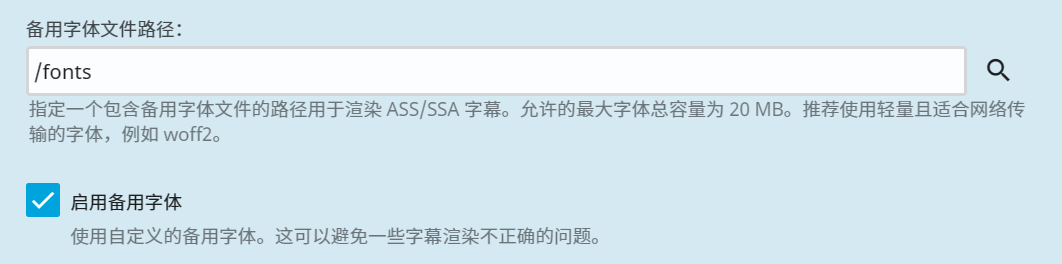 备用字体文件路径：
/fonts
指定一个包含备用字体文件的路径用于渲染 ASS/SSA 字幕。允许的最大字体总容量为 20 MB。推荐使用轻量且适合网络传
输的字体，例如 woff2。
启用备用字体
使用自定义的备用字体。这可以避免一些字幕渲染不正确的问题。